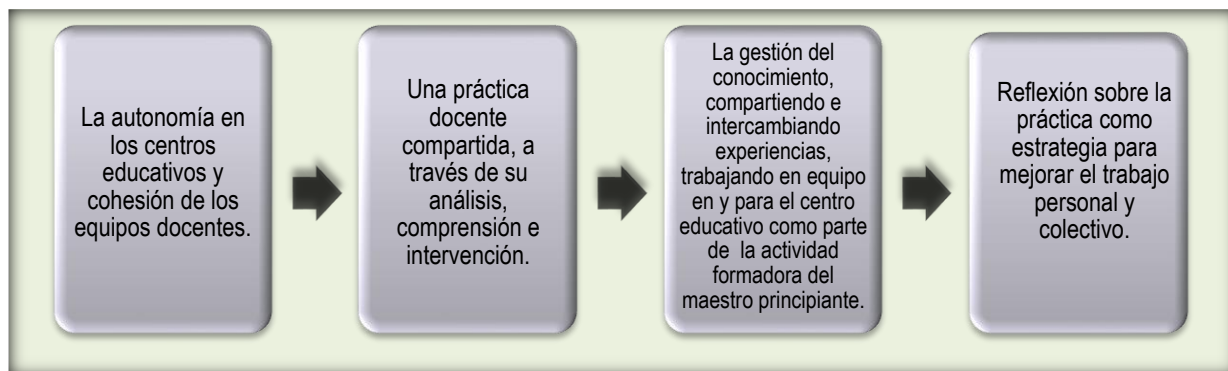 La autonomía en
los centros
educativos y
cohesión de los
equipos docentes.
Una práctica
docente
compartida, a
través de su
análisis,
comprensión e
intervención.
La gestión del
conocimiento,
compartiendo e
intercambiando
experiencias,
trabajando en equipo
en y para el centro
educativo como parte
de la actividad
formadora del
maestro principiante.
Reflexión sobre la
práctica como
estrategia para
mejorar el trabajo
personal y
colectivo.